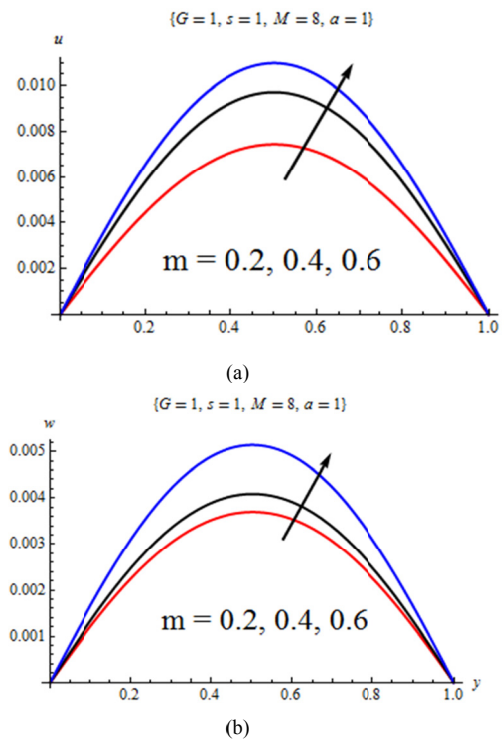 {G = 1, s = 1, M = 8, a = 1}
u
0.010
0.008
0.006
0.004
0.002
m = 0.2, 0.4, 0.6
0.2 0.4 0.6 0.8 1.0
(a)
{G = 1, s = 1, M = 8, a = 1}
w
0.005
0.004
0.003
0.002
0.001
m = 0.2, 0.4, 0.6
0.2 0.4 0.6 0.8 1.0 y
(b)